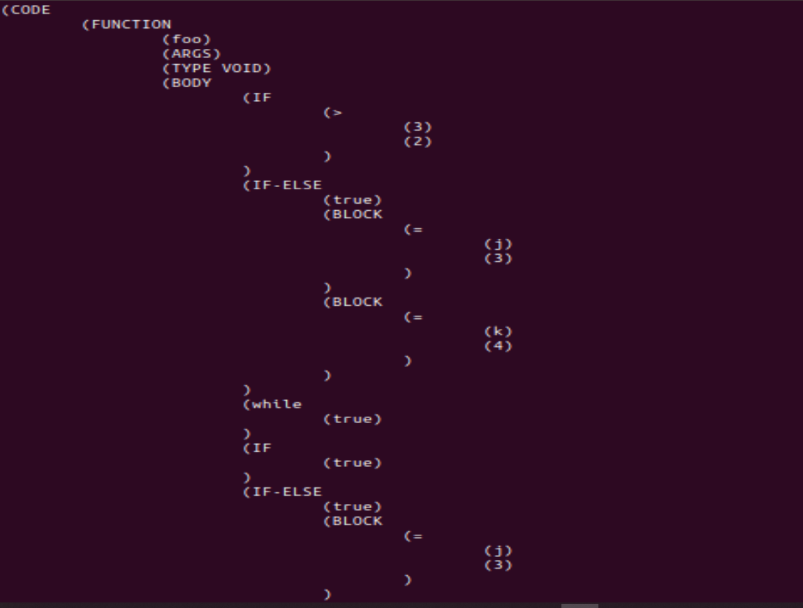 (CODE
(FUNCTION
(foo)
(ARGS)
(TYPE VOID)
(BODY
(IF
(>
(3)
(2)
)
)
(IF-ELSE
(true)
(BLOCK
(=
(j)
(3)
)
)
(BLOCK
(=
(k)
(4)
)
)
)
(while
(true)
)
(IF
(true)
)
(IF-ELSE
(true)
(BLOCK
(=
(j)
(3)
)
)